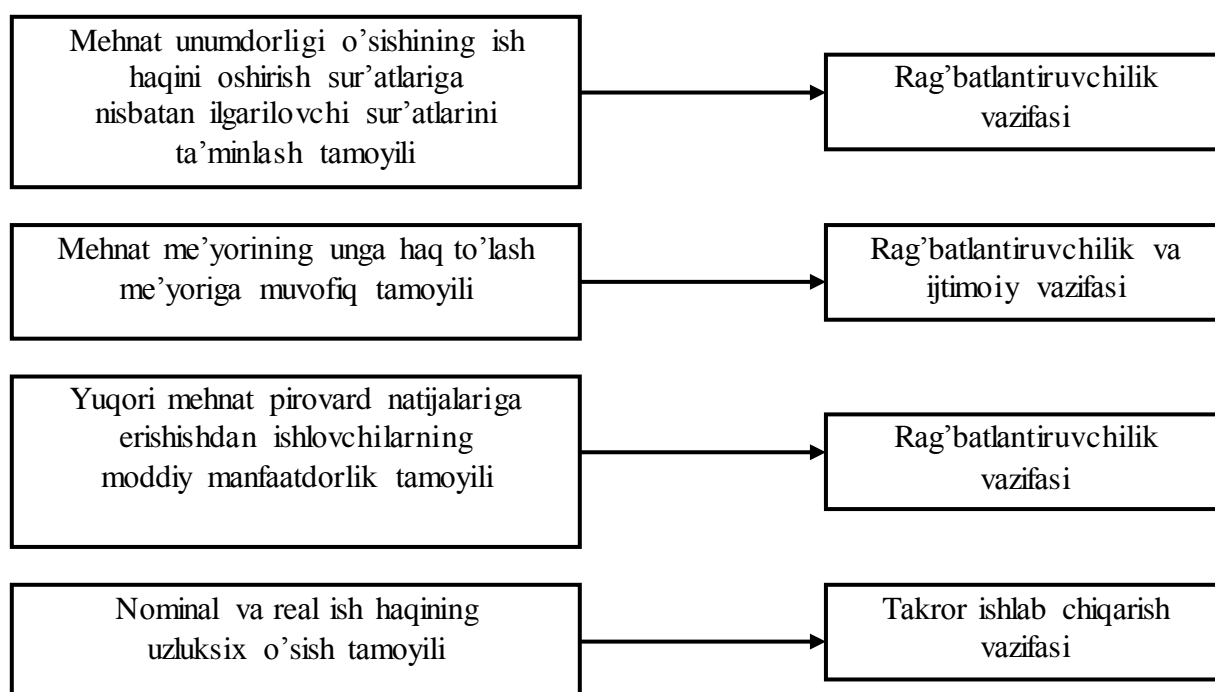 Mehnat unumdorligi o’sishining ish
haqini oshirish sur’atlariga
nisbatan ilgarilovchi sur’atlarini
ta’minlash tamoyili
Rag’batlantiruvchilik
vazifasi
Mehnat me’yorining unga haq to’lash
me’yoriga muvofiq tamoyili
Rag’batlantiruvchilik va
ijtimoiy vazifasi
Yuqori mehnat pirovard natijalariga
erishishdan ishlovchilarning
moddiy manfaatdorlik tamoyili
Rag’batlantiruvchilik
vazifasi
Nominal va real ish haqining
uzluksix o’sish tamoyili
Takror ishlab chiqarish
vazifasi